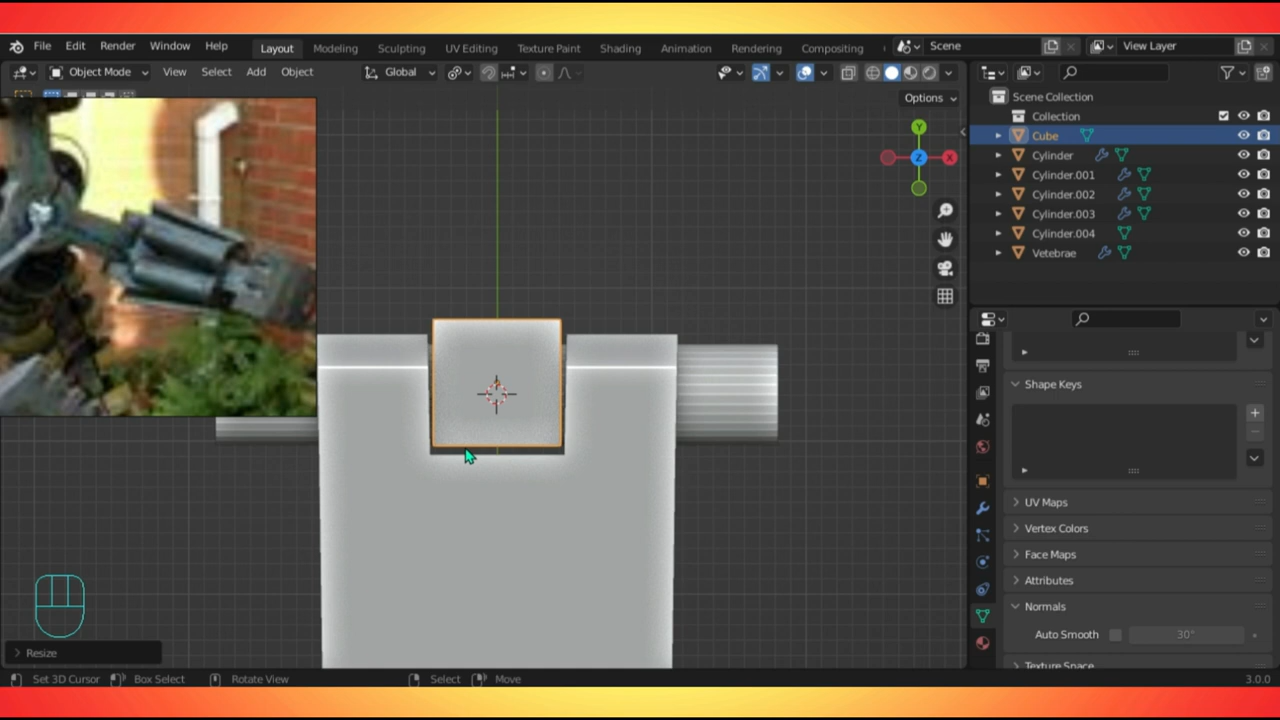 File Edit Render Window Help Layout Modeling Sculpting UV Editing Texture Paint Shading Animation Rendering Compositing Scene View Layer
Object Mode View Select Add Object Global
Options
Y
X
Z
Scene Collection
Collection
Cube
Cylinder
Cylinder.001
Cylinder.002
Cylinder.003
Cylinder.004
Vetebrae
Shape Keys
UV Maps
Vertex Colors
Face Maps
Attributes
Normals
Auto Smooth 30°
Texture Space
Resize
Set 3D Cursor Box Select Rotate View Select Move 3.0.0